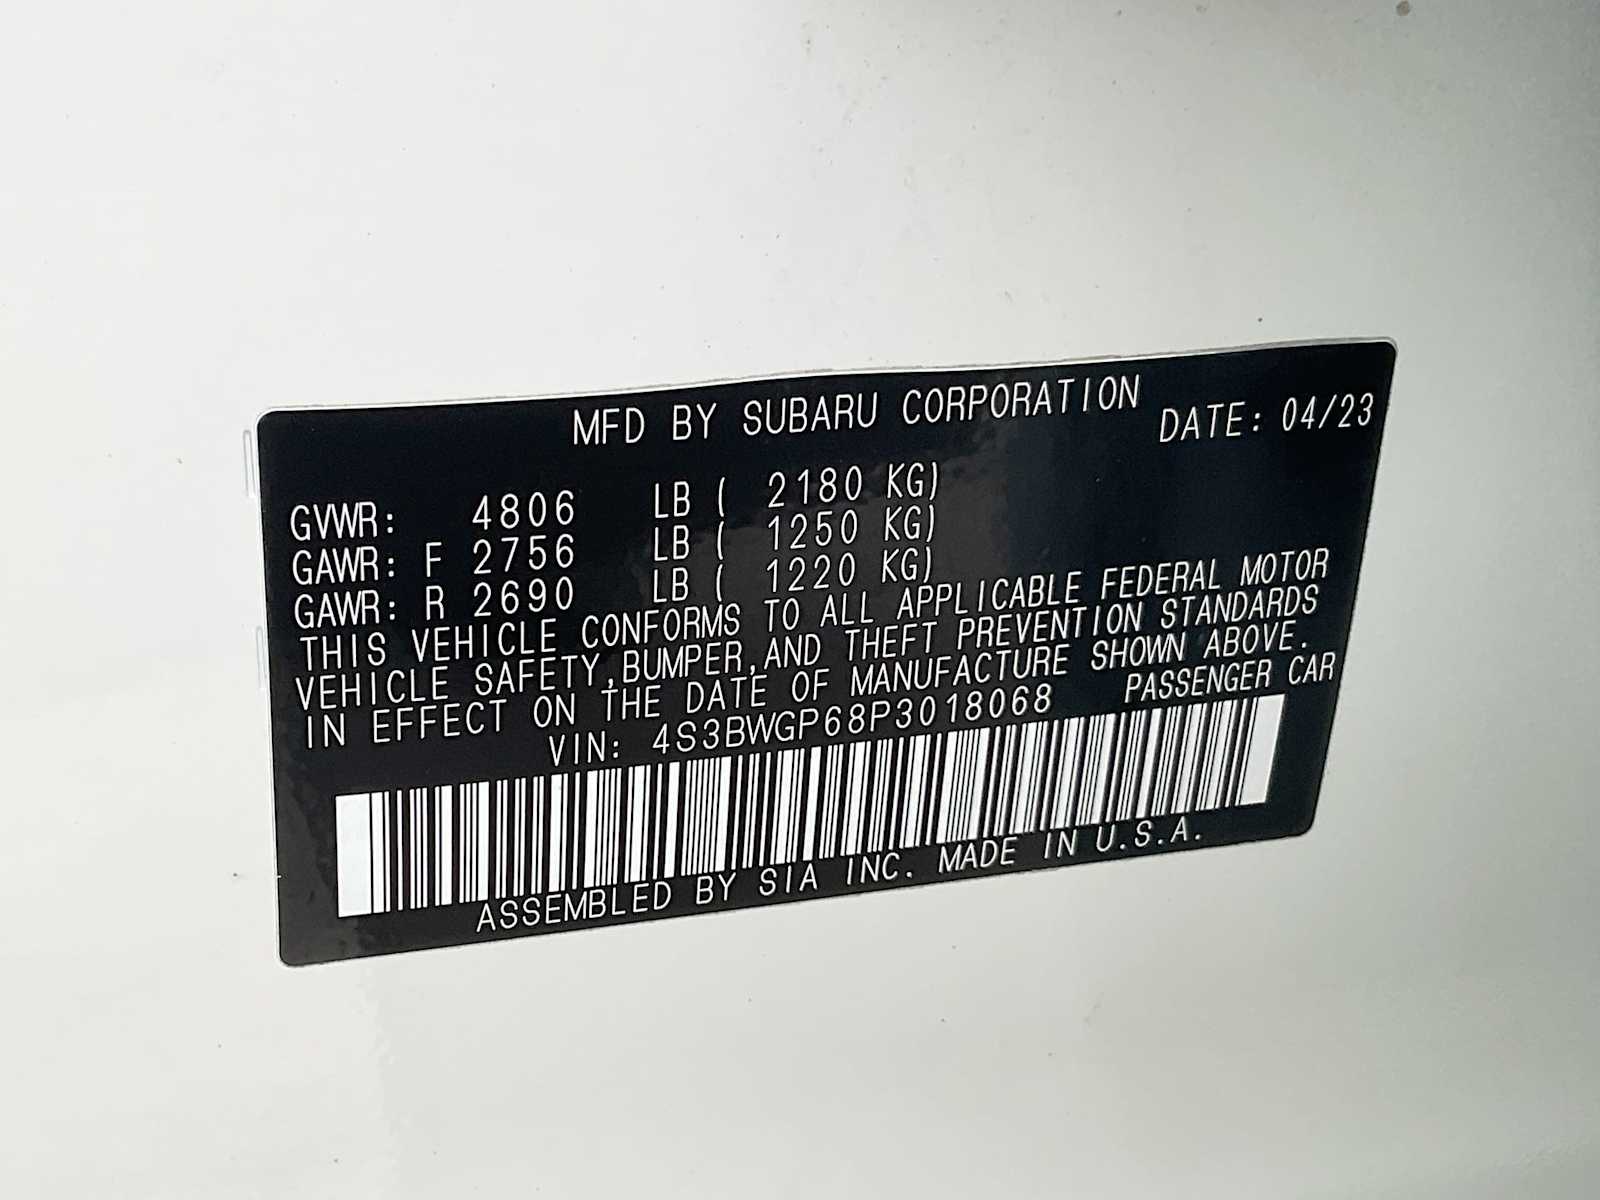 MFD BY SUBARU CORPORATION DATE: 04/23
GVWR: 4806 LB ( 2180 KG)
GAWR: F 2756 LB ( 1250 KG)
GAWR: R 2690 LB ( 1220 KG)
THIS VEHICLE CONFORMS TO ALL APPLICABLE FEDERAL MOTOR
VEHICLE SAFETY,BUMPER,AND THEFT PREVENTION STANDARDS
IN EFFECT ON THE DATE OF MANUFACTURE SHOWN ABOVE.
VIN: 4S3BWGP68P3018068 PASSENGER CAR
ASSEMBLED BY SIA INC. MADE IN U.S.A.